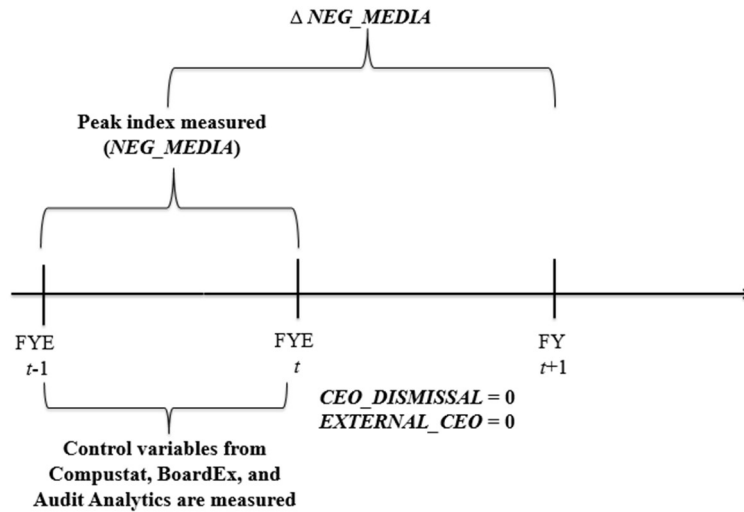 Δ NEG_MEDIA
Peak index measured
(NEG_MEDIA)
FYE
t-1
FYE
t
FY
t+1
CEO_DISMISSAL = 0
EXTERNAL_CEO = 0
Control variables from
Compustat, BoardEx, and
Audit Analytics are measured